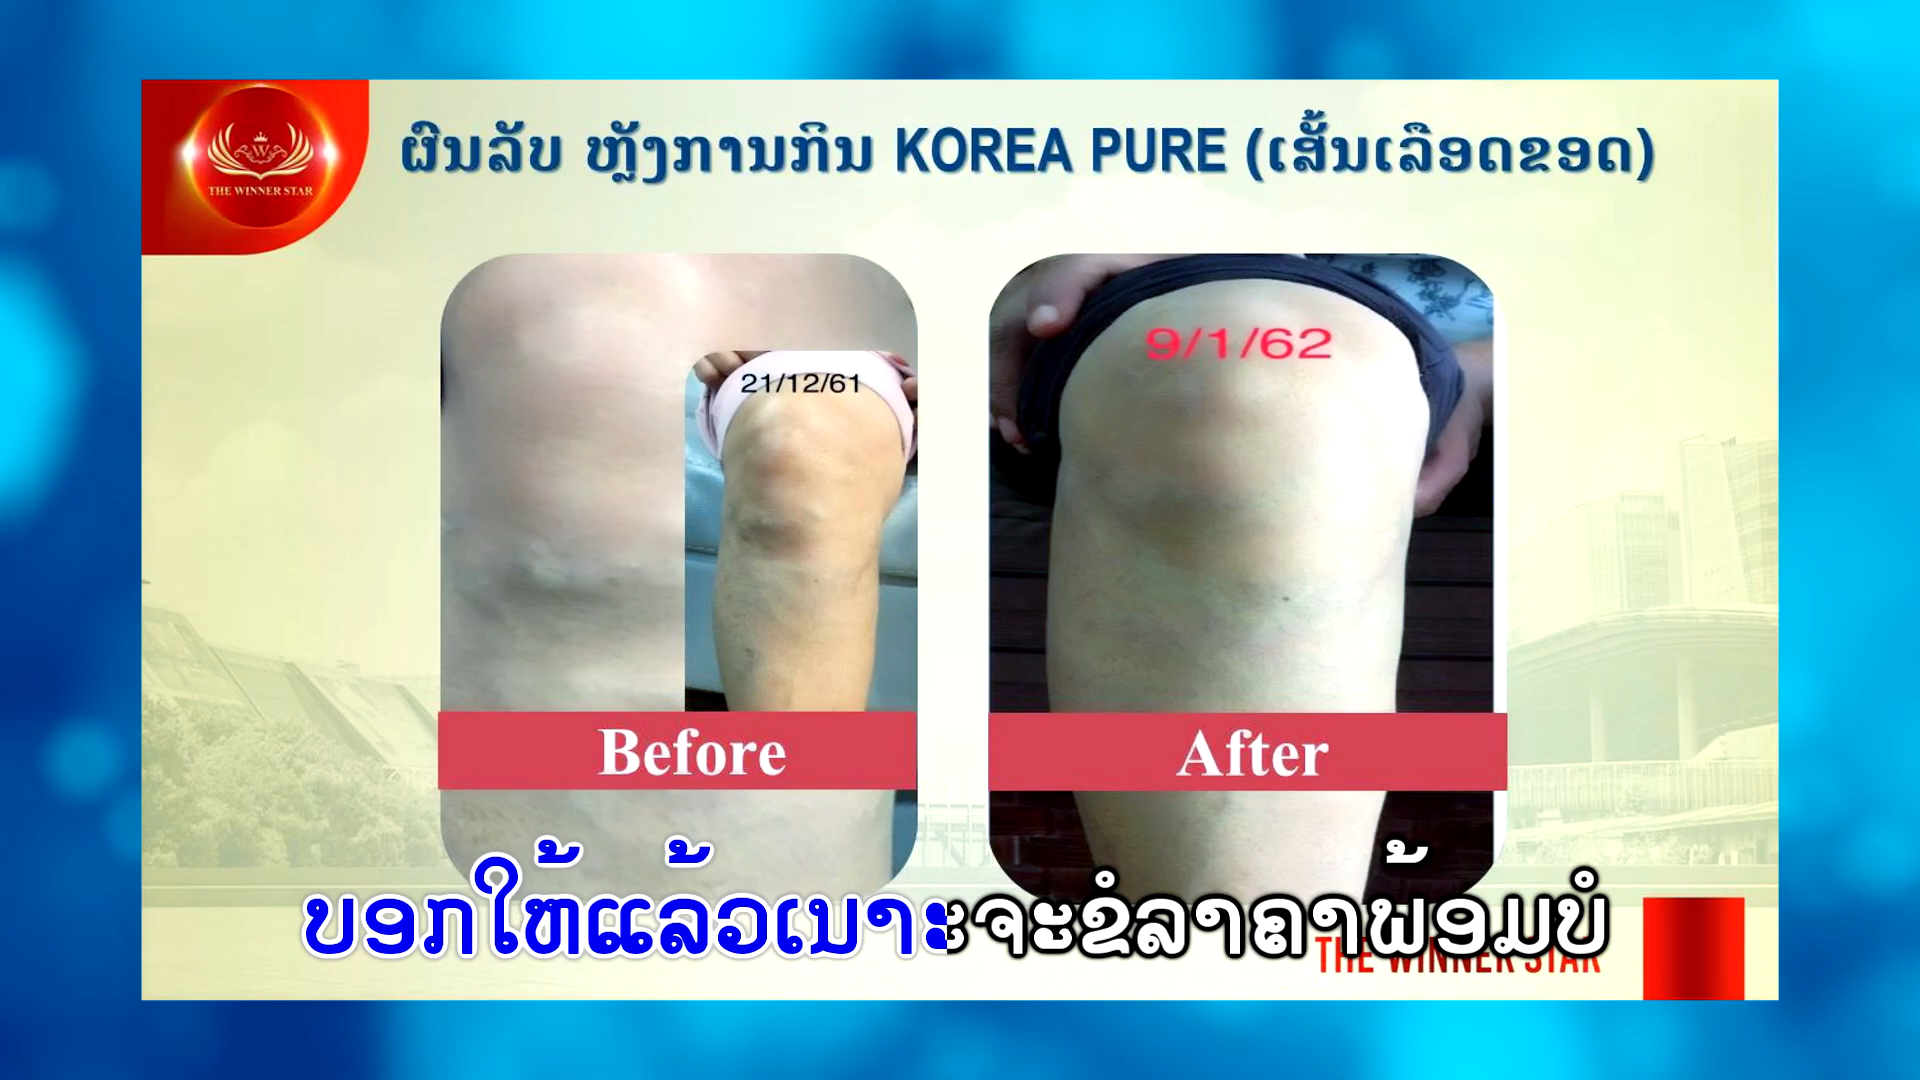 THE WINNER STAR
ຜົນລັບ ຫຼັງການກິນ KOREA PURE (ເສັ້ນເລືອດຂອດ)
21/12/61
9/1/62
Before
After
ບອກໃຫ້ແລ້ວເນາະຈະຂໍລາຄາພ້ອມບໍ
THE WINNER STAR